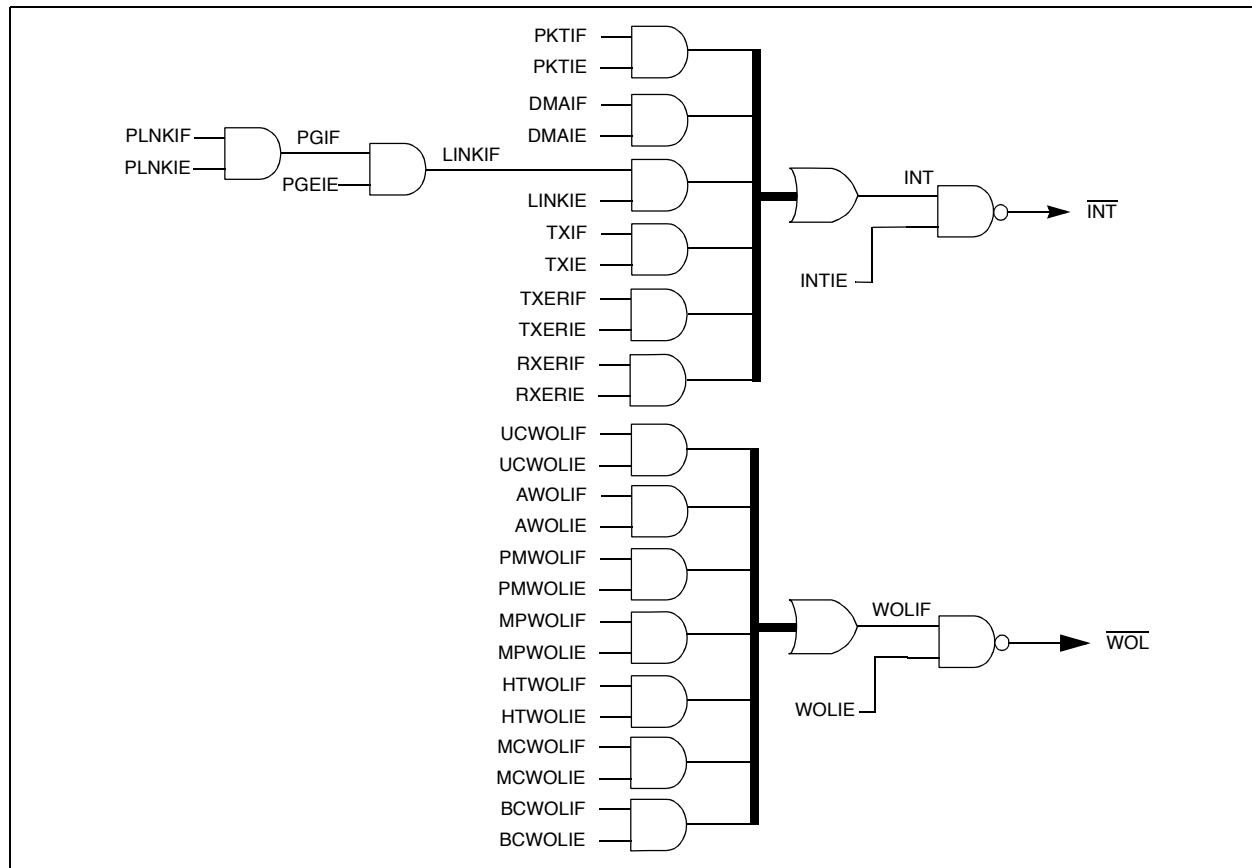 PKTIF
PKTIE
DMAIF
DMAIE
PLNKIF
PLNKIE
PGIF
PGEIE
LINKIF
LINKIE
TXIF
TXIE
TXERIF
TXERIE
RXERIF
RXERIE
INT
INTIE
INT
UCWOLIF
UCWOLIE
AWOLIF
AWOLIE
PMWOLIF
PMWOLIE
MPWOLIF
MPWOLIE
HTWOLIF
HTWOLIE
MCWOLIF
MCWOLIE
BCWOLIF
BCWOLIE
WOLIF
WOLIE
WOL